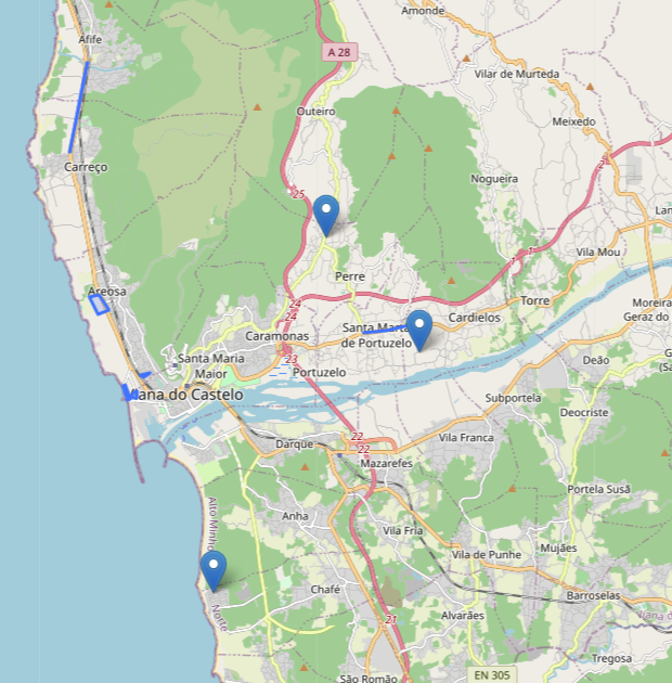 Amonde
Afife
A 28
Vilar de Murteda
Outeiro
Meixedo
Carreço
Nogueira
25
Vila Mou
Perre
1
1
Areosa
24
24
Torre
Moreira
Geraz do
Santa Marta
de Portuzelo
Cardielos
Caramonas
23
Santa Maria
Maior
Portuzelo
Deão
Viana do Castelo
Subportela
Deocriste
22
22
Darque
Vila Franca
Mazarefes
Portela Susã
Alto Minho
Anha
Vila Fria
Mujães
Vila de Punhe
Chafé
Barroselas
Norte
Alvarães
21
Tregosa
São Romão
EN 305